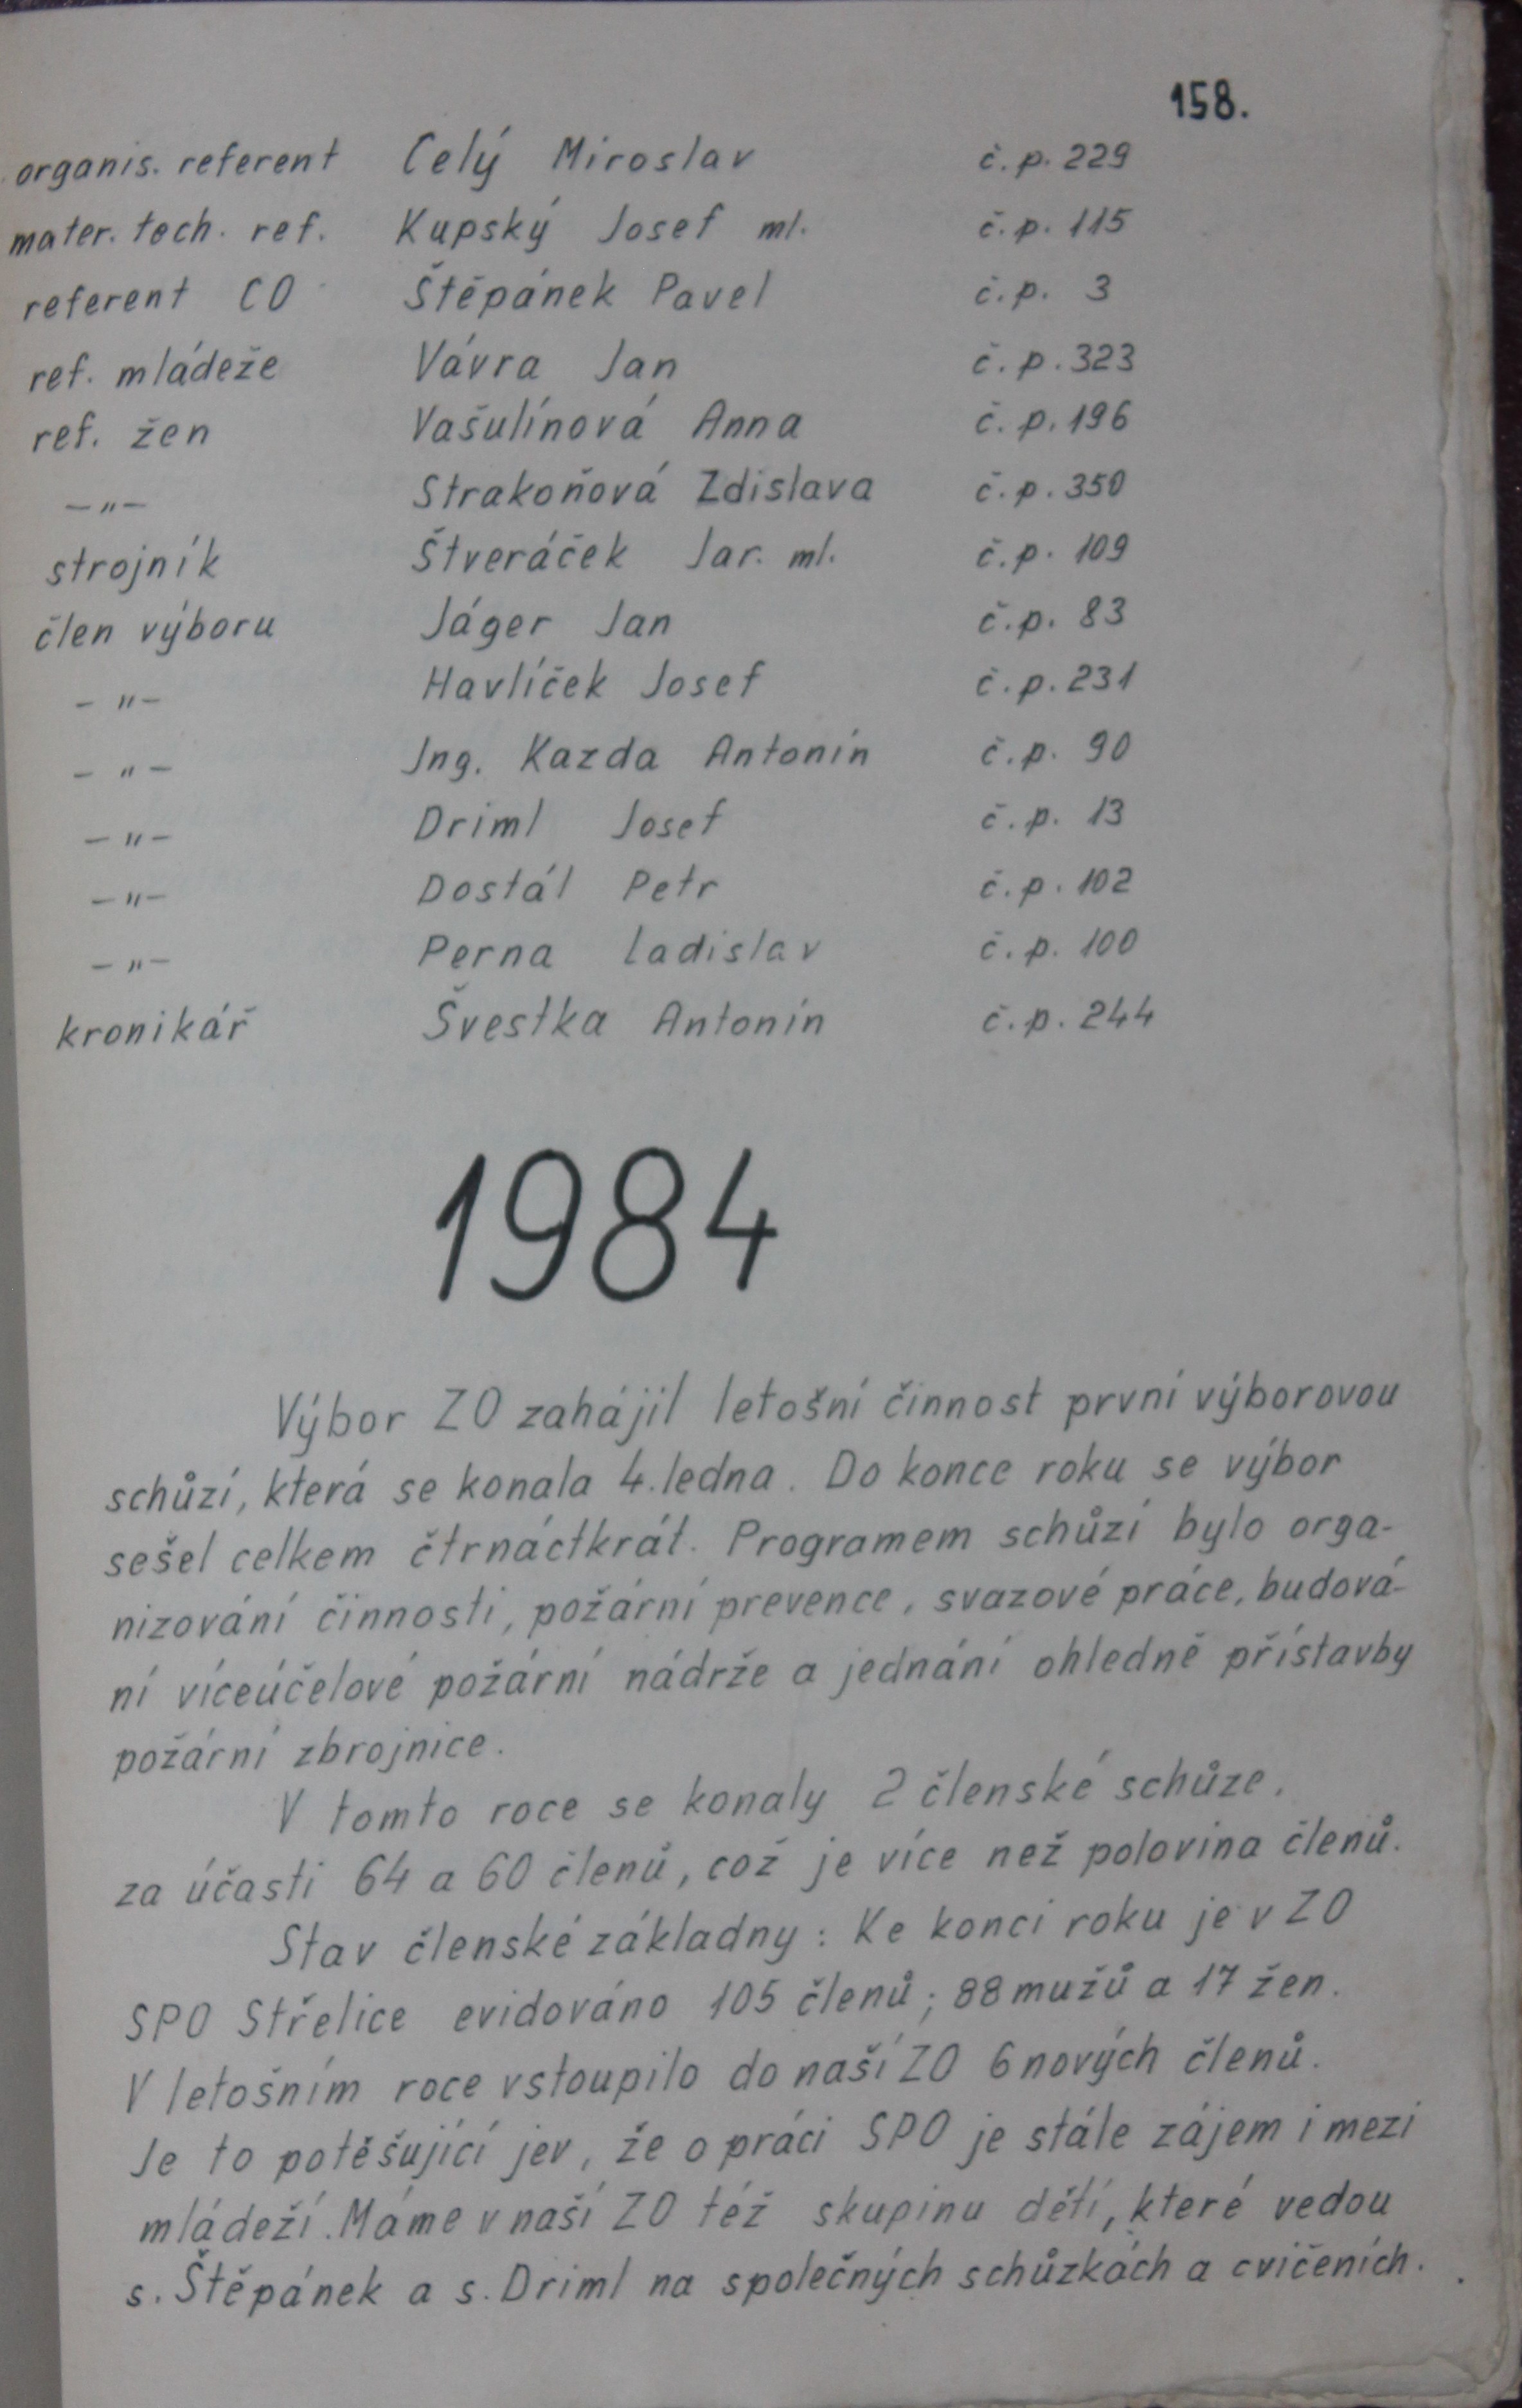 158.
organis. referent Celý Miroslav č.p. 229
mater. tech. ref. Kupský Josef ml. č.p. 115
referent CO Štěpánek Pavel č.p. 3
ref. mládeže Vávra Jan č.p. 323
ref. žen Vašulínová Anna č.p. 196
—„— Strakoňová Zdislava č.p. 350
strojník Štveráček Jar. ml. č.p. 109
člen výboru Jáger Jan č.p. 83
—„— Havlíček Josef č.p. 231
—„— Ing. Kazda Antonín č.p. 90
—„— Driml Josef č.p. 13
—„— Dostál Petr č.p. 102
—„— Perna Ladislav č.p. 100
kronikář Švestka Antonín č.p. 244
1984
Výbor ZO zahájil letošní činnost první výborovou
schůzí, která se konala 4. ledna. Do konce roku se výbor
sešel celkem čtrnáctkrát. Programem schůzí bylo orga-
nizování činnosti, požární prevence, svazové práce, budová-
ní víceúčelové požární nádrže a jednání ohledně přístavby
požární zbrojnice.
V tomto roce se konaly 2 členské schůze.
za účasti 64 a 60 členů, což je více než polovina členů.
Stav členské základny: Ke konci roku je v ZO
SPO Střelice evidováno 105 členů; 88 mužů a 17 žen.
V letošním roce vstoupilo do naší ZO 6 nových členů.
Je to potěšující jev, že o práci SPO je stále zájem i mezi
mládeží. Máme v naší ZO též skupinu dětí, které vedou
s. Štěpánek a s. Driml na společných schůzkách a cvičeních.